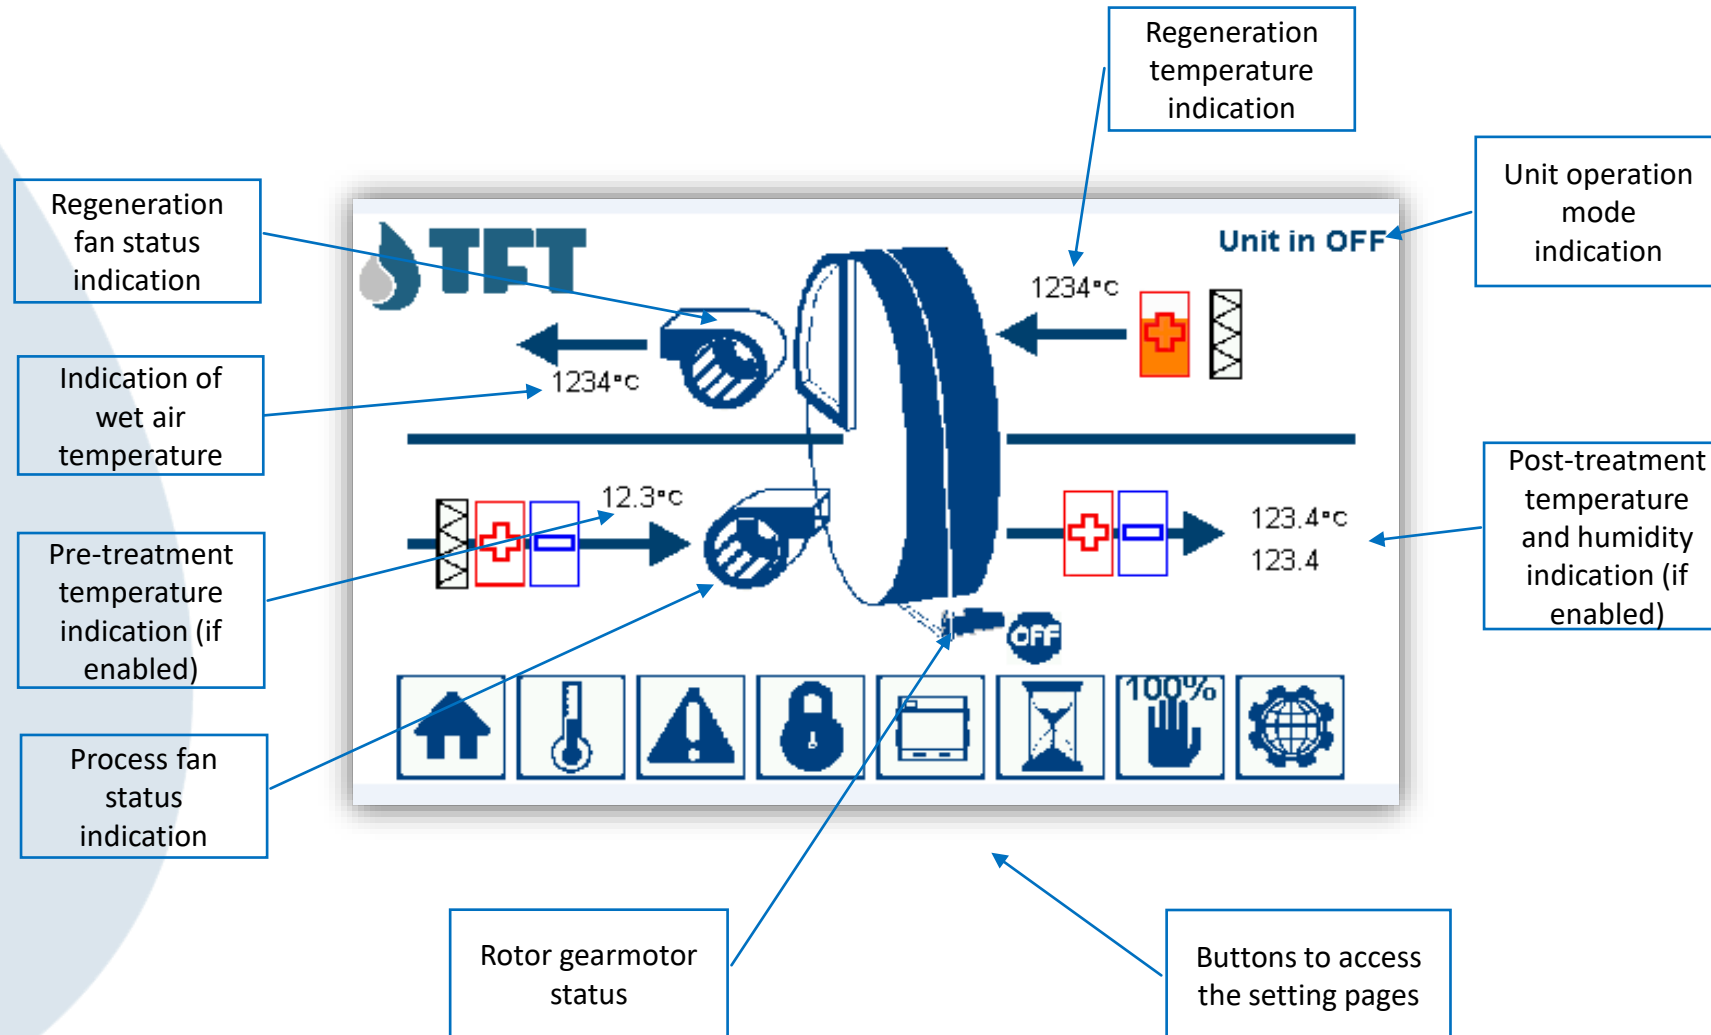 Regeneration
temperature
indication
Unit operation
mode
indication
Regeneration
fan status
indication
TFT
Unit in OFF
1234°C
1234°C
Indication of
wet air
temperature
12.3°C
Post-treatment
temperature
and humidity
indication (if
enabled)
123.4°C
123.4
Pre-treatment
temperature
indication (if
enabled)
OFF
100%
Process fan
status
indication
Rotor gearmotor
status
Buttons to access
the setting pages